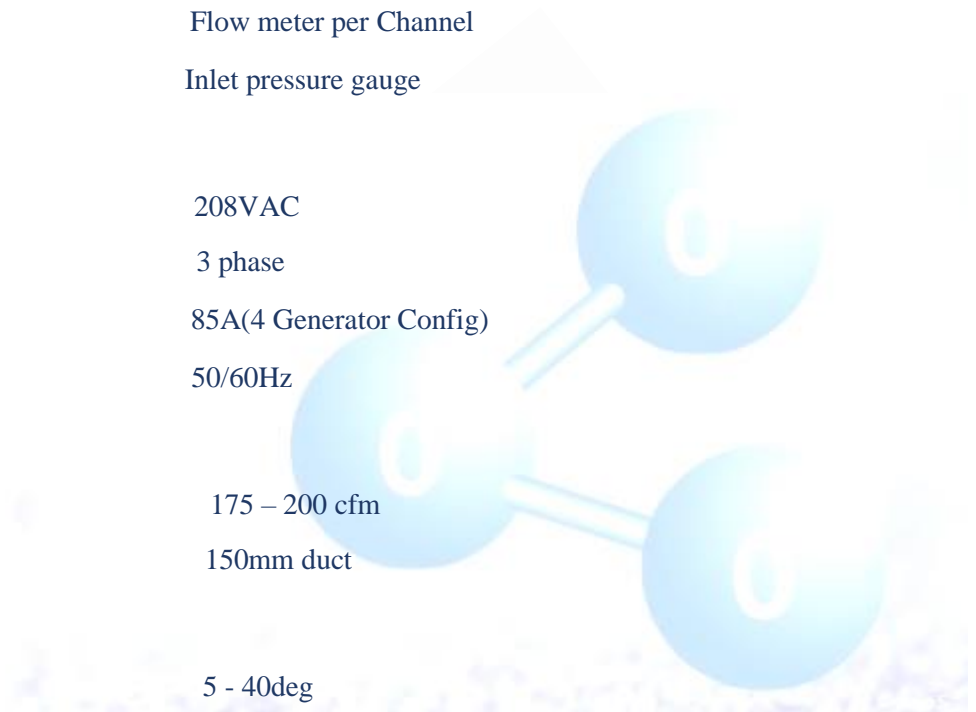 Flow meter per Channel
Inlet pressure gauge
208VAC
3 phase
85A(4 Generator Config)
50/60Hz
175 – 200 cfm
150mm duct
5 - 40deg
O
O
O